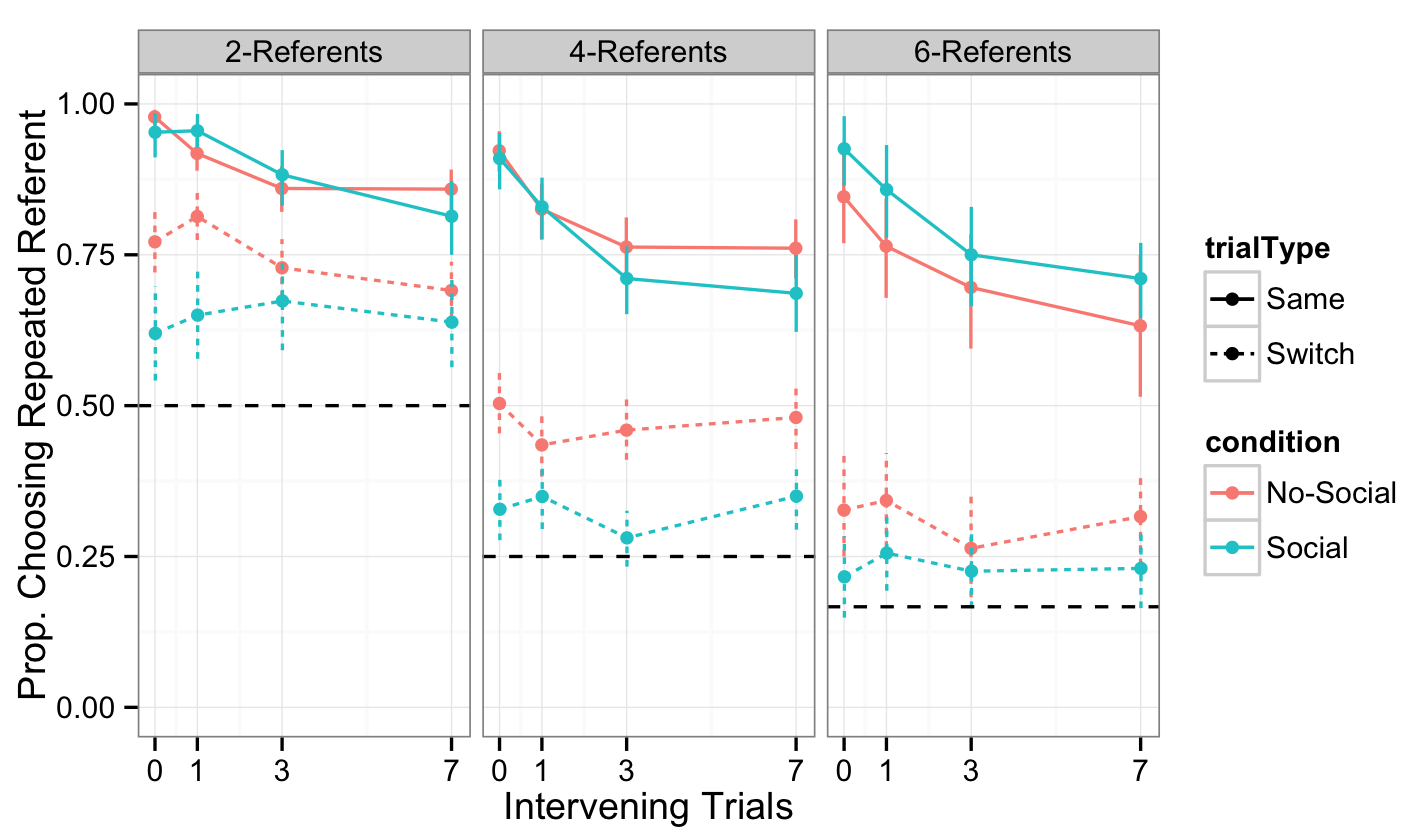 2-Referents 4-Referents 6-Referents
Prop. Choosing Repeated Referent
1.00
0.75
0.50
0.25
0.00
0 1 3 7 0 1 3 7 0 1 3 7
Intervening Trials
trialType
Same
Switch
condition
No-Social
Social